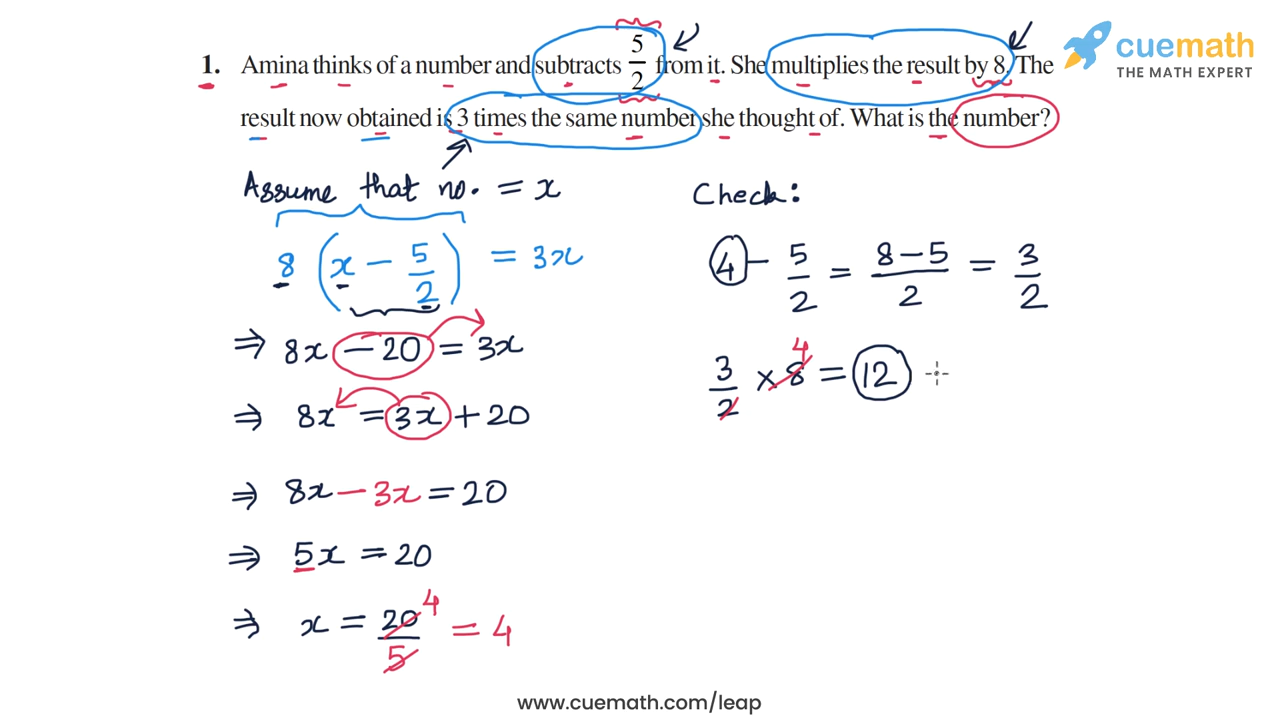 1. Amina thinks of a number and subtracts 5/2 from it. She multiplies the result by 8. The
result now obtained is 3 times the same number she thought of. What is the number?
cuemath
THE MATH EXPERT
Assume that no. = x
8 (x − 5/2) = 3x
⇒ 8x − 20 = 3x
⇒ 8x = 3x + 20
⇒ 8x − 3x = 20
⇒ 5x = 20
⇒ x = 20/5 4 = 4
Check:
4 − 5/2 = 8−5/2 = 3/2
3/2 × 8 4 = 12
www.cuemath.com/leap